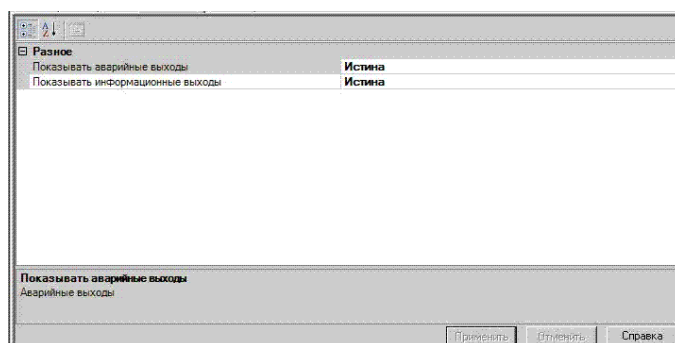 Разное
Показывать аварийные выходы Истина
Показывать информационные выходы Истина
Показывать аварийные выходы
Аварийные выходы
Применить Отменить Справка